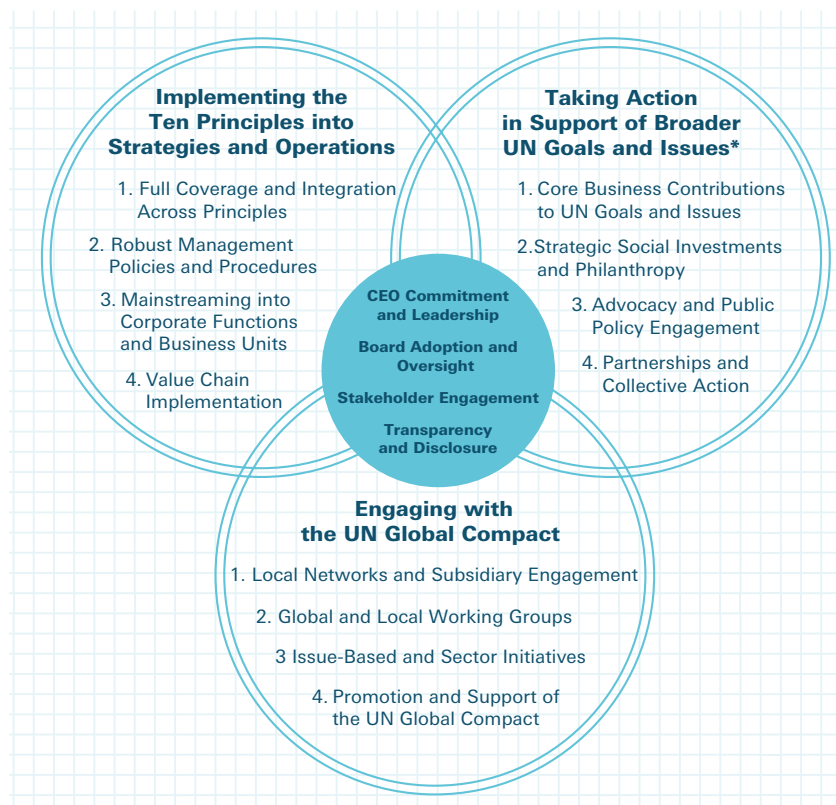 Implementing the
Ten Principles into
Strategies and Operations
1. Full Coverage and Integration
Across Principles
2. Robust Management
Policies and Procedures
3. Mainstreaming into
Corporate Functions
and Business Units
4. Value Chain
Implementation
Taking Action
in Support of Broader
UN Goals and Issues*
1. Core Business Contributions
to UN Goals and Issues
2.Strategic Social Investments
and Philanthropy
3. Advocacy and Public
Policy Engagement
4. Partnerships and
Collective Action
CEO Commitment
and Leadership
Board Adoption and
Oversight
Stakeholder Engagement
Transparency
and Disclosure
Engaging with
the UN Global Compact
1. Local Networks and Subsidiary Engagement
2. Global and Local Working Groups
3 Issue-Based and Sector Initiatives
4. Promotion and Support of
the UN Global Compact